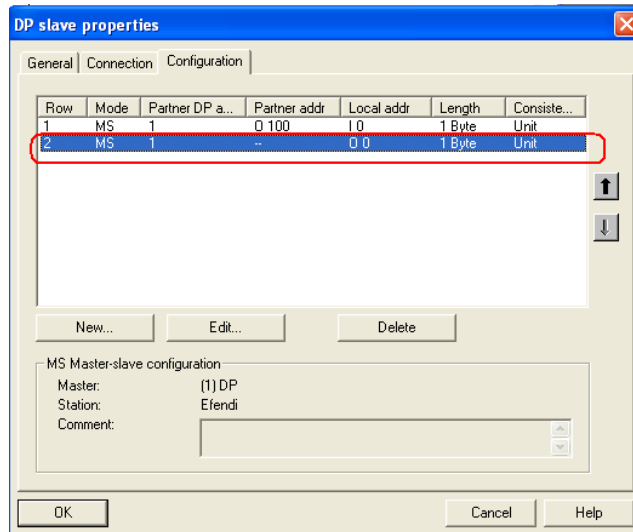 DP slave properties
General Connection Configuration
Row Mode Partner DP a... Partner addr Local addr Length Consiste...
1 MS 1 O 100 I 0 1 Byte Unit
2 MS 1 -- O 0 1 Byte Unit
New... Edit... Delete
MS Master-slave configuration
Master: (1) DP
Station: Efendi
Comment:
OK Cancel Help